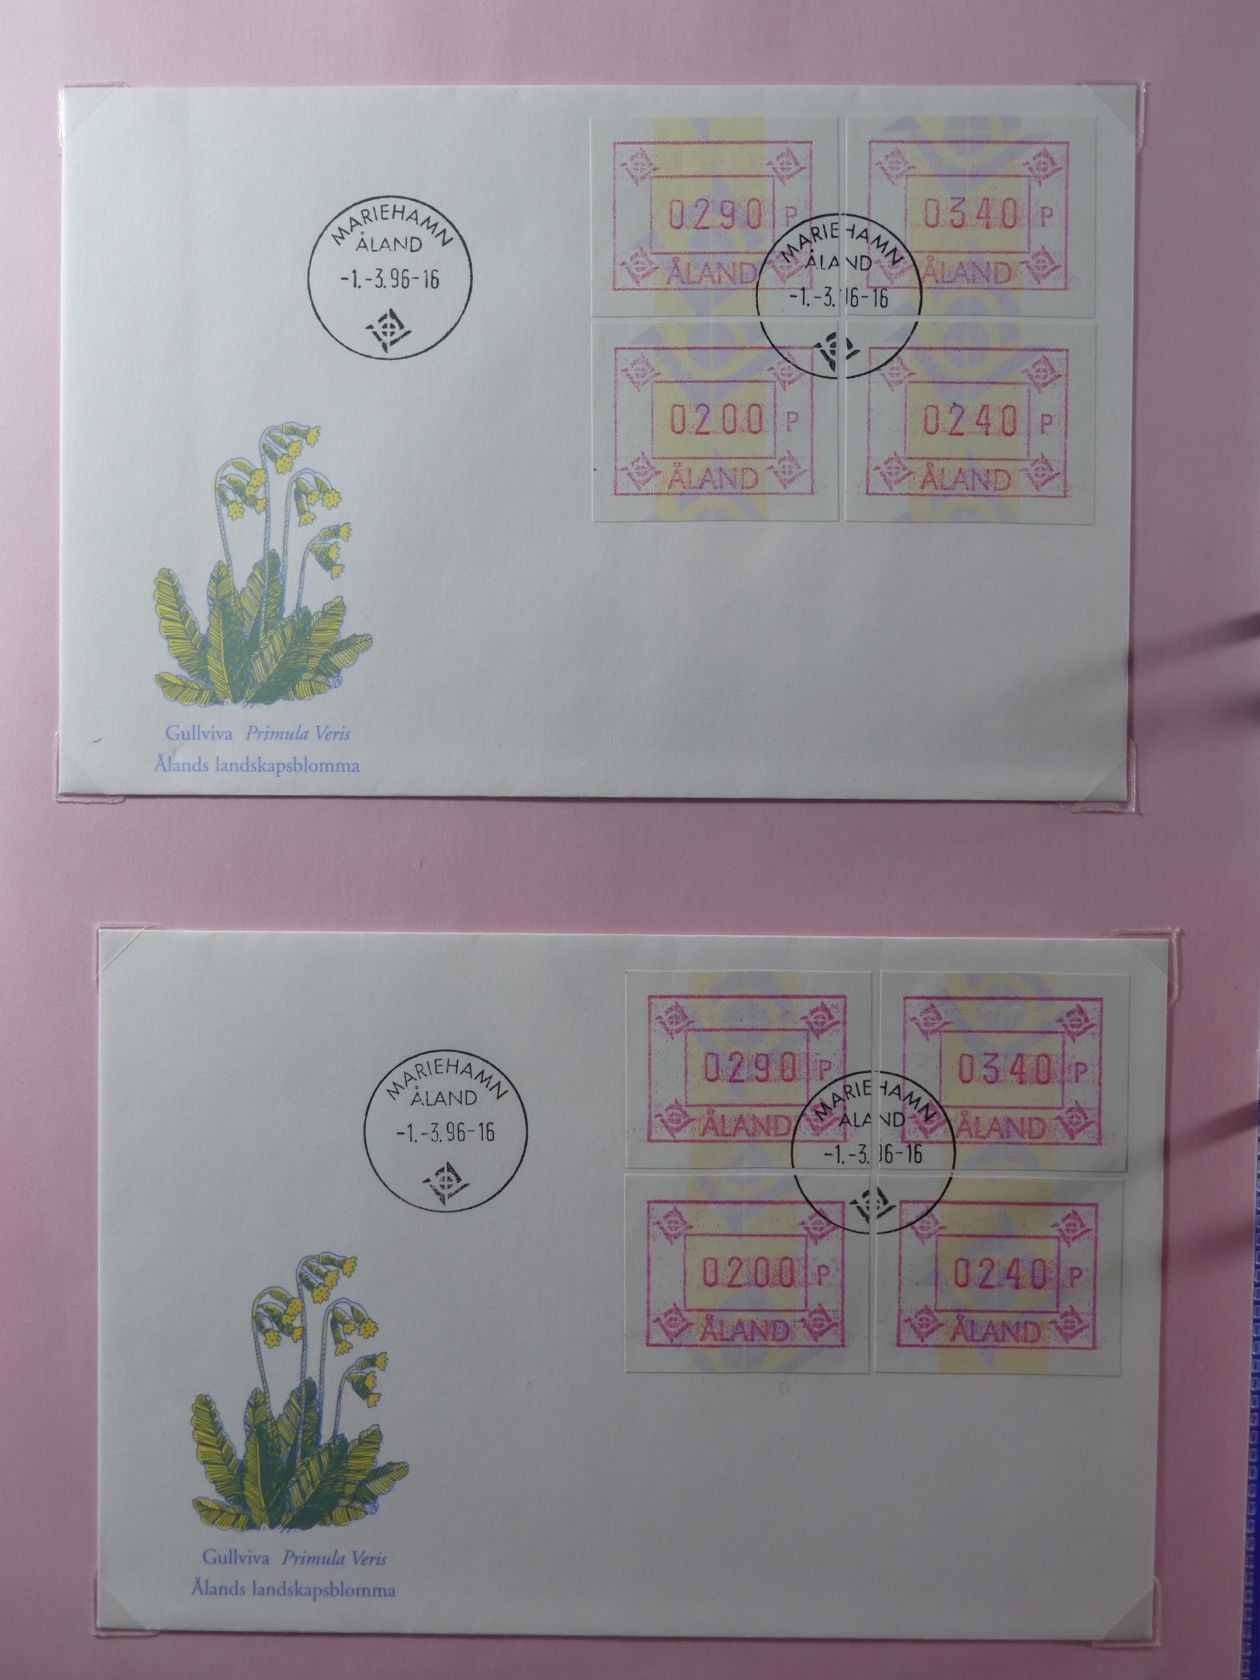 MARIEHAMN
ÅLAND
-1.-3.96-16
0290 P
ÅLAND
0340 P
ÅLAND
MARIEHAMN
ÅLAND
-1.-3.96-16
0200 P
ÅLAND
0240 P
ÅLAND
Gullviva Primula Veris
Ålands landskapsblomma
MARIEHAMN
ÅLAND
-1.-3.96-16
0290 P
ÅLAND
0340 P
ÅLAND
MARIEHAMN
ÅLAND
-1.-3.96-16
0200 P
ÅLAND
0240 P
ÅLAND
Gullviva Primula Veris
Ålands landskapsblomma